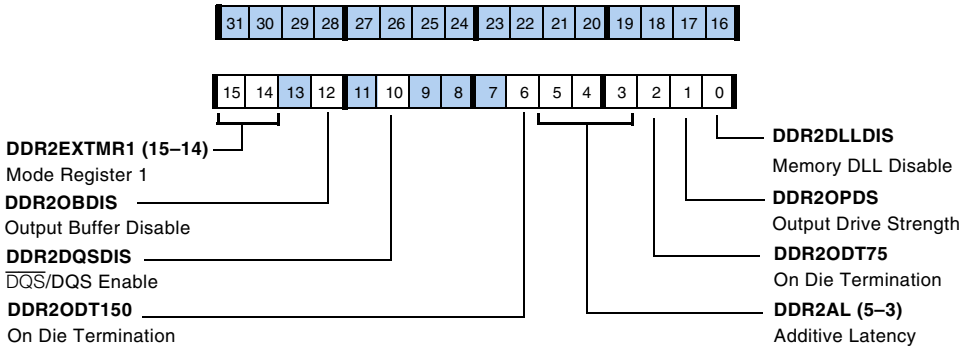 31 30 29 28 27 26 25 24 23 22 21 20 19 18 17 16
15 14 13 12 11 10 9 8 7 6 5 4 3 2 1 0
DDR2EXTMR1 (15–14)
Mode Register 1
DDR2OBDIS
Output Buffer Disable
DDR2DQSDIS
DQS/DQS Enable
DDR2ODT150
On Die Termination
DDR2DLLDIS
Memory DLL Disable
DDR2OPDS
Output Drive Strength
DDR2ODT75
On Die Termination
DDR2AL (5–3)
Additive Latency